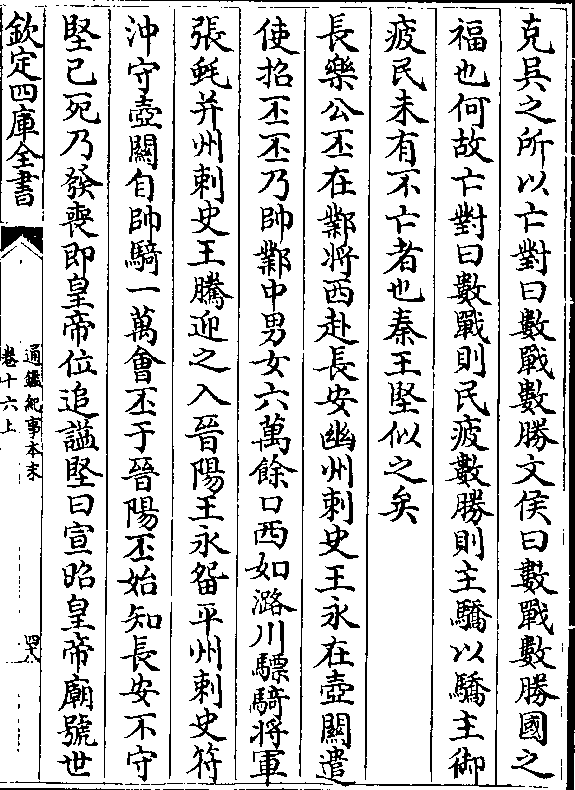 克吳之所以亡對曰數戰數勝文侯曰數戰數勝國之
福也何故亡對曰數戰則民疲數勝則主驕以驕主御
疲民未有不亡者也秦王堅似之矣
長樂公丕在鄴將西赴長安幽州刺史王永在壺關遣
使招丕丕乃帥鄴中男女六萬餘口西如潞川驃騎將軍
張蚝并州刺史王騰迎之入晉陽王永留平州刺史符
沖守壺關自帥騎一萬會丕于晉陽丕始知長安不守
堅已死乃發喪即皇帝位追諡堅曰宣昭皇帝廟號世
欽定四庫全書
通鑑紀事本末
卷十六上
四八